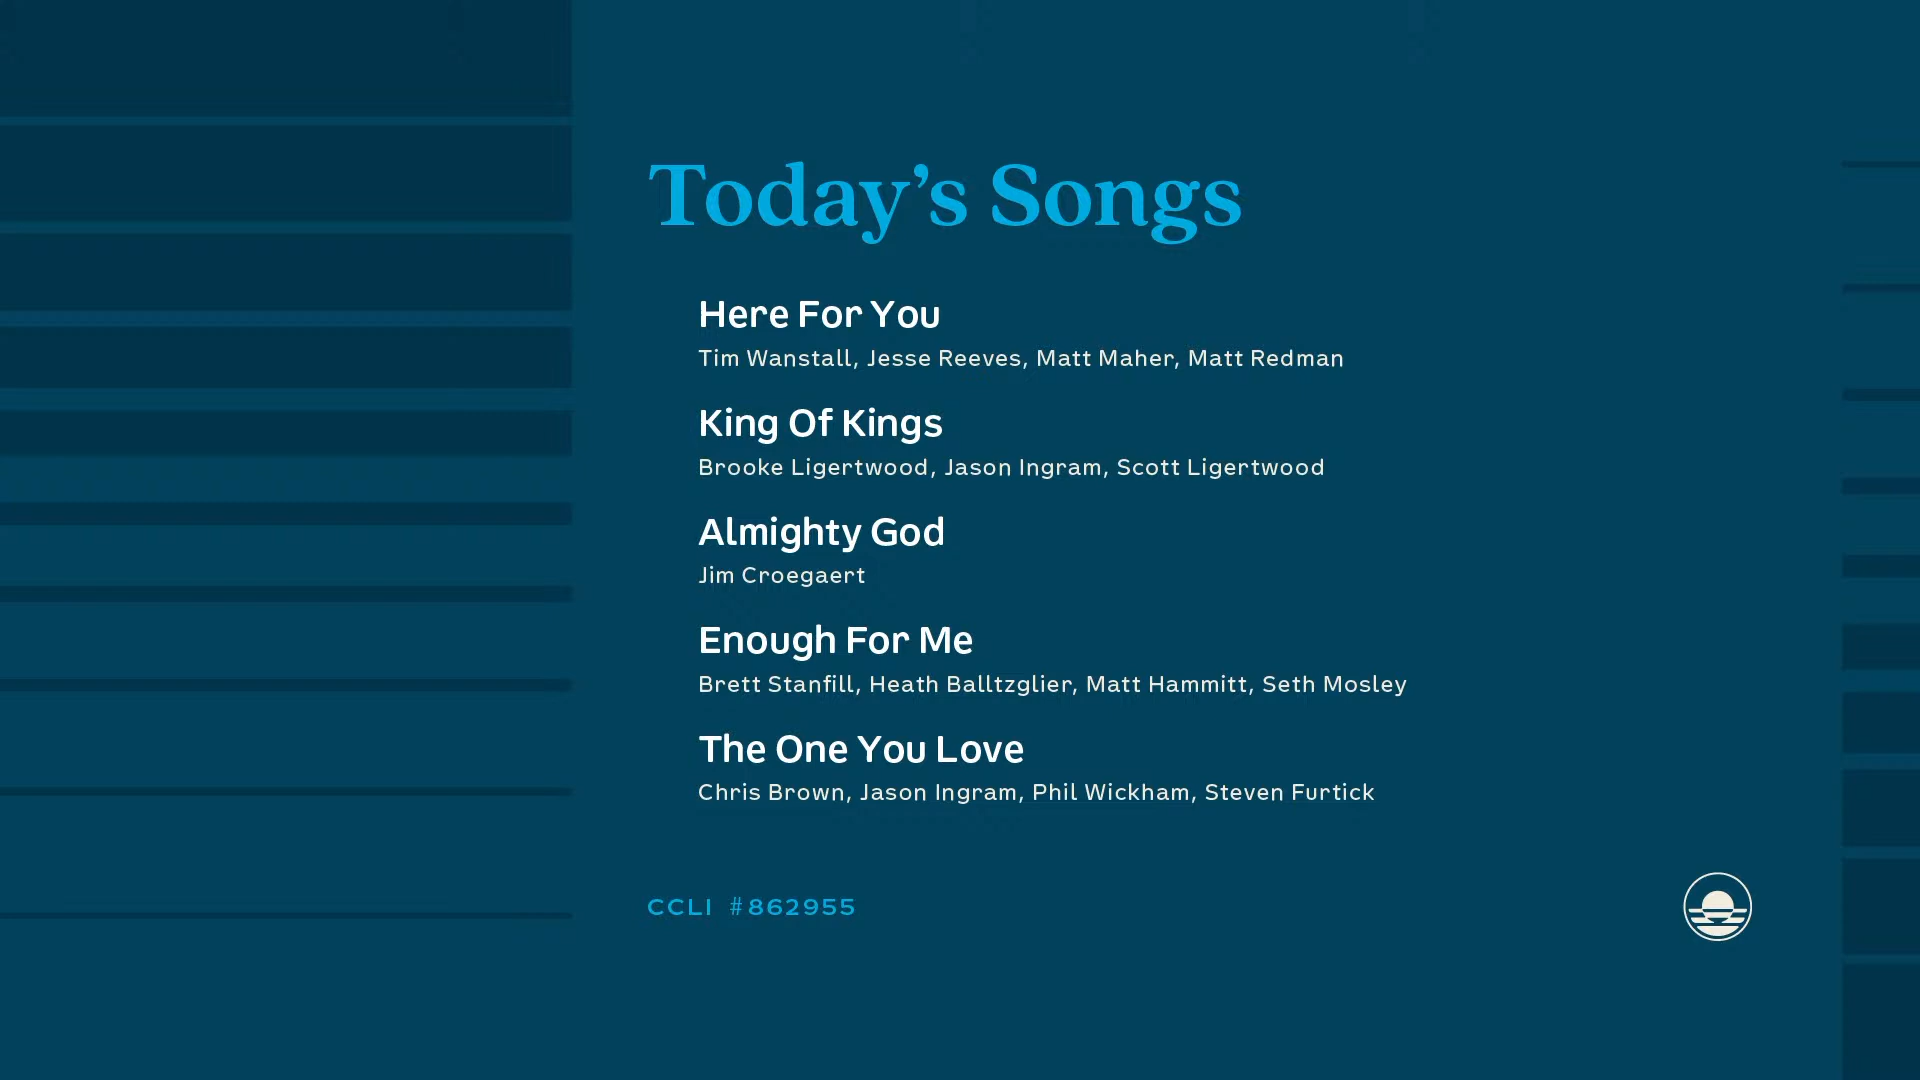 Today’s Songs
Here For You
Tim Wanstall, Jesse Reeves, Matt Maher, Matt Redman
King Of Kings
Brooke Ligertwood, Jason Ingram, Scott Ligertwood
Almighty God
Jim Croegaert
Enough For Me
Brett Stanfill, Heath Balltzglier, Matt Hammitt, Seth Mosley
The One You Love
Chris Brown, Jason Ingram, Phil Wickham, Steven Furtick
CCLI #862955